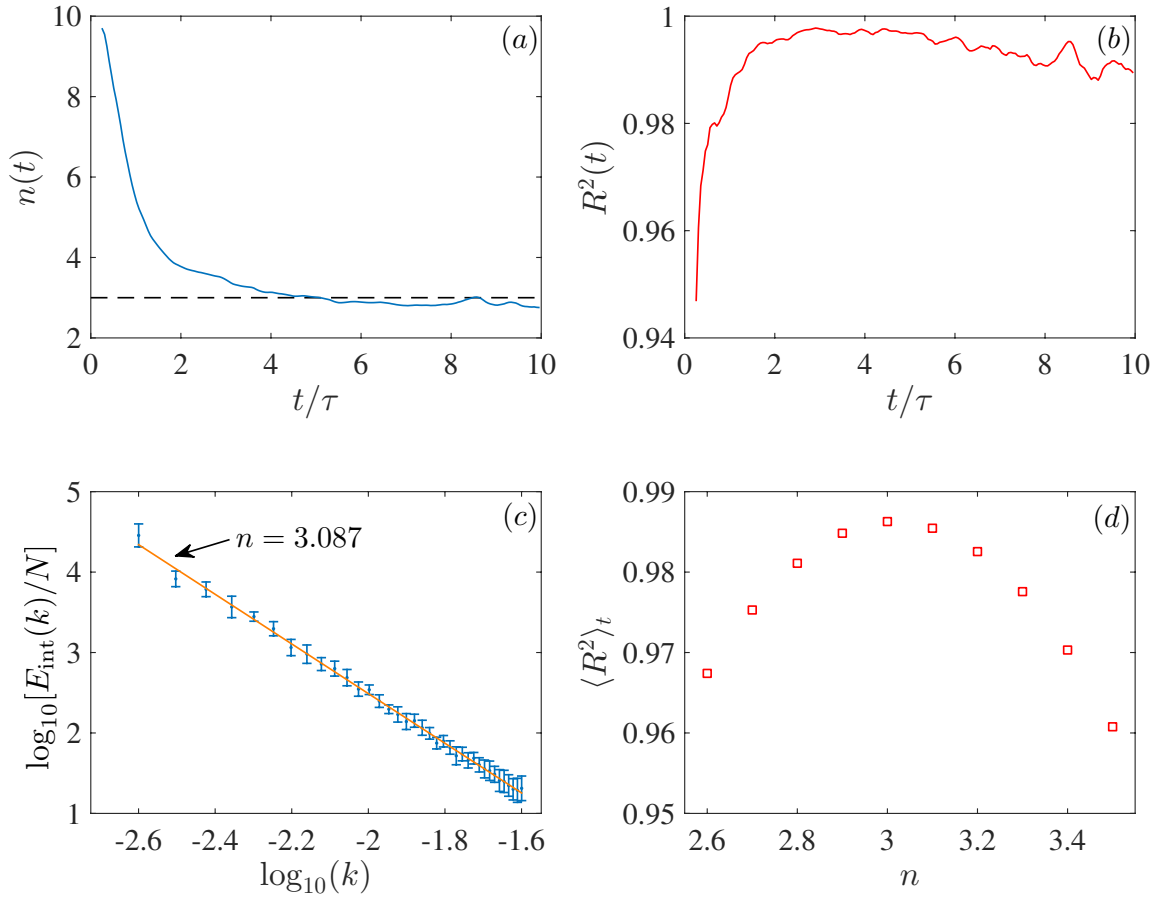 (a)
10
8
6
4
2
n(t)
0 2 4 6 8 10
t/τ
(b)
1
0.98
0.96
0.94
R²(t)
0 2 4 6 8 10
t/τ
(c)
n = 3.087
5
4
3
2
1
log₁₀[E_int(k)/N]
-2.6 -2.4 -2.2 -2 -1.8 -1.6
log₁₀(k)
(d)
0.99
0.98
0.97
0.96
0.95
⟨R²⟩ₜ
2.6 2.8 3 3.2 3.4
n